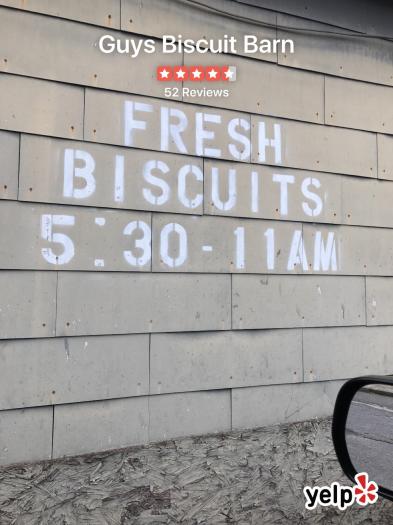 Guys Biscuit Barn
52 Reviews
FRESH
BISCUITS
5:30-11AM
yelp